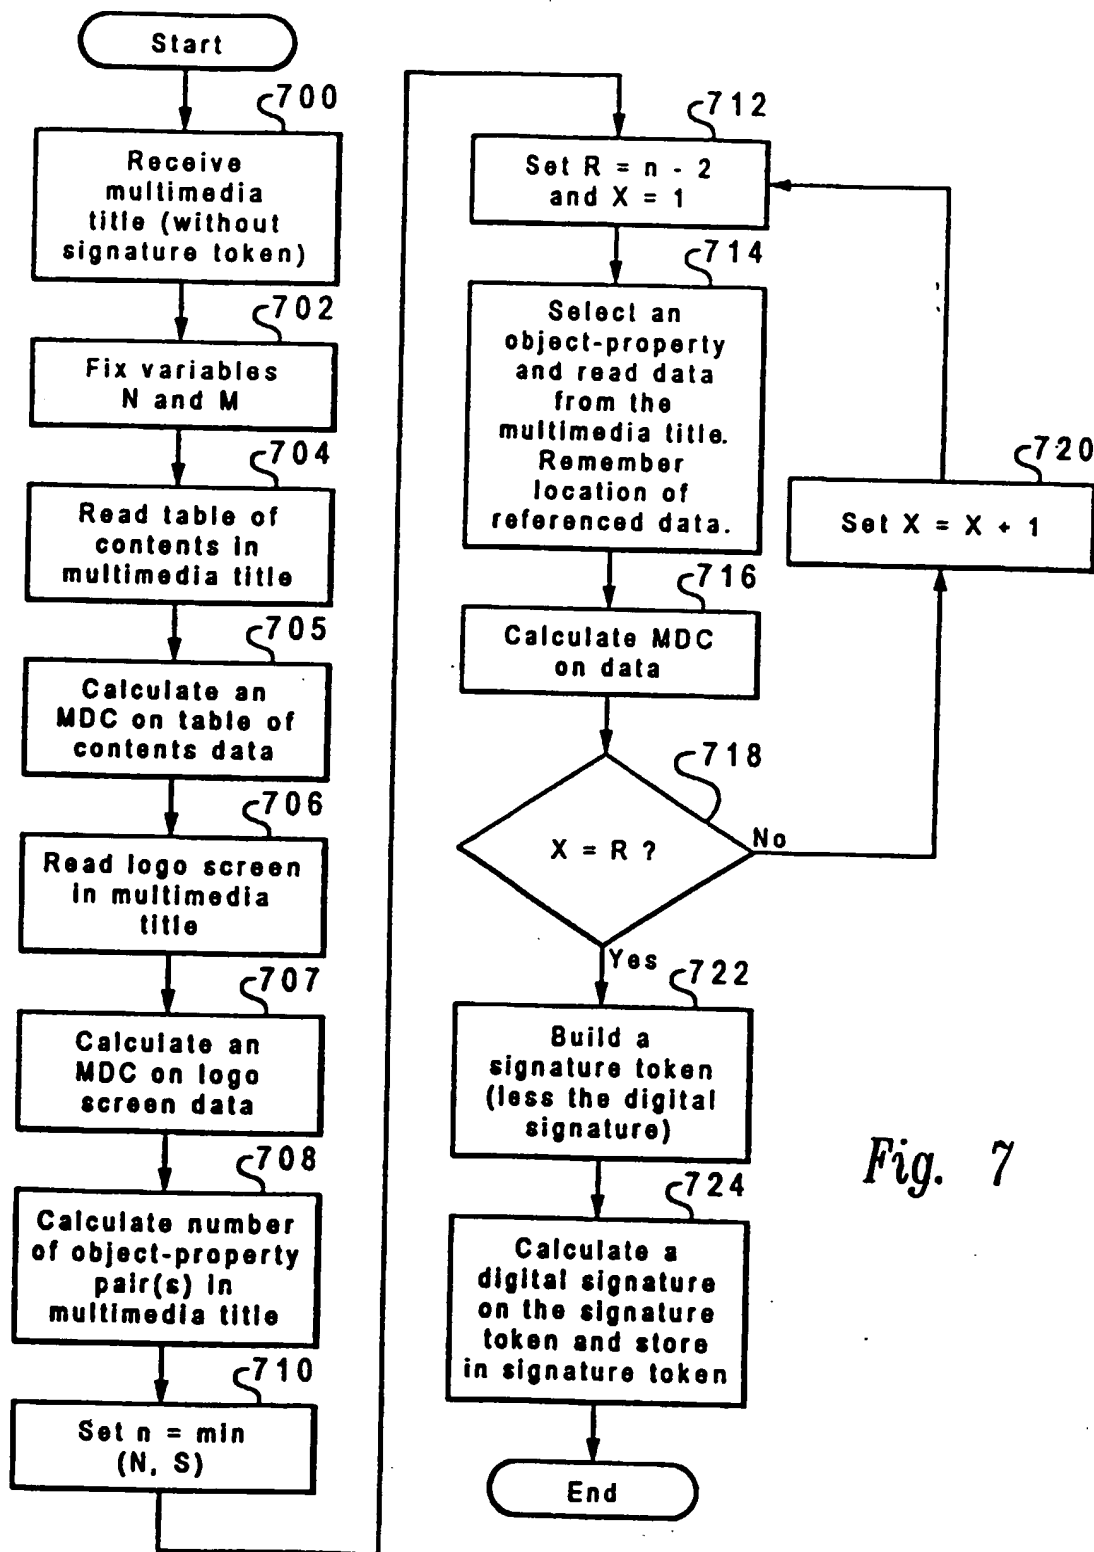 Start
700
Receive
multimedia
title (without
signature token)
702
Fix variables
N and M
704
Read table of
contents in
multimedia title
705
Calculate an
MDC on table of
contents data
706
Read logo screen
in multimedia
title
707
Calculate an
MDC on logo
screen data
708
Calculate number
of object-property
pair(s) in
multimedia title
710
Set n = min
(N, S)
712
Set R = n - 2
and X = 1
714
Select an
object-property
and read data
from the
multimedia title.
Remember
location of
referenced data.
716
Calculate MDC
on data
718
X = R ?
No
720
Set X = X + 1
Yes
722
Build a
signature token
(less the digital
signature)
724
Calculate a
digital signature
on the signature
token and store
in signature token
End
Fig. 7